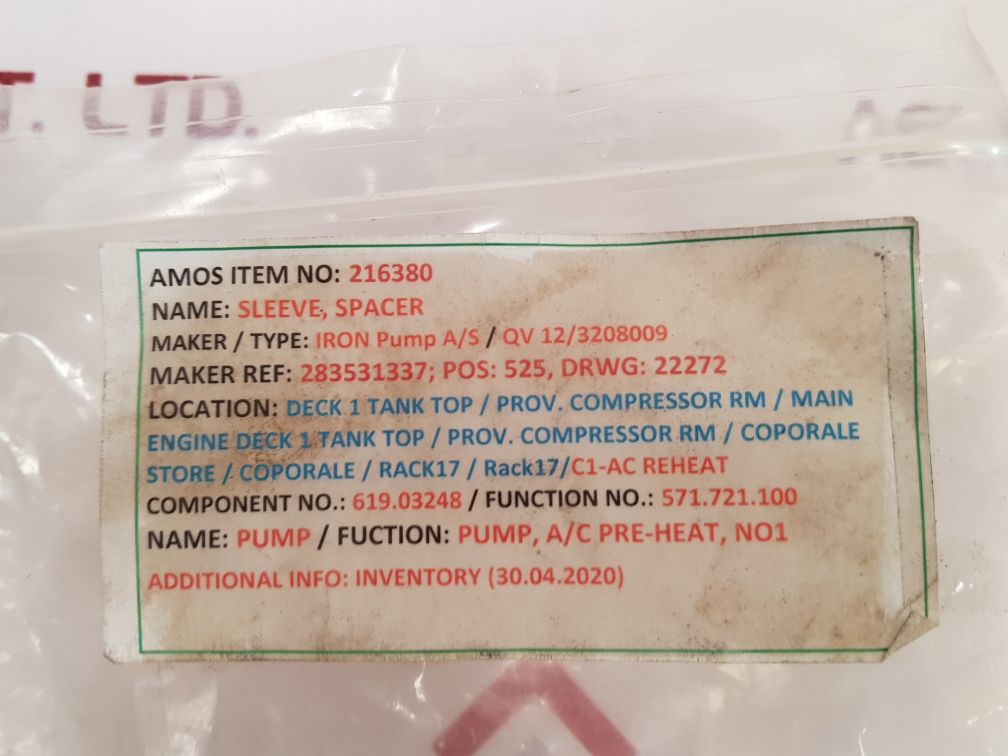 T. LTD.
AMOS ITEM NO: 216380
NAME: SLEEVE, SPACER
MAKER / TYPE: IRON Pump A/S / QV 12/3208009
MAKER REF: 283531337; POS: 525, DRWG: 22272
LOCATION: DECK 1 TANK TOP / PROV. COMPRESSOR RM / MAIN
ENGINE DECK 1 TANK TOP / PROV. COMPRESSOR RM / COPORALE
STORE / COPORALE / RACK17 / Rack17/C1-AC REHEAT
COMPONENT NO.: 619.03248 / FUNCTION NO.: 571.721.100
NAME: PUMP / FUCTION: PUMP, A/C PRE-HEAT, NO1
ADDITIONAL INFO: INVENTORY (30.04.2020)